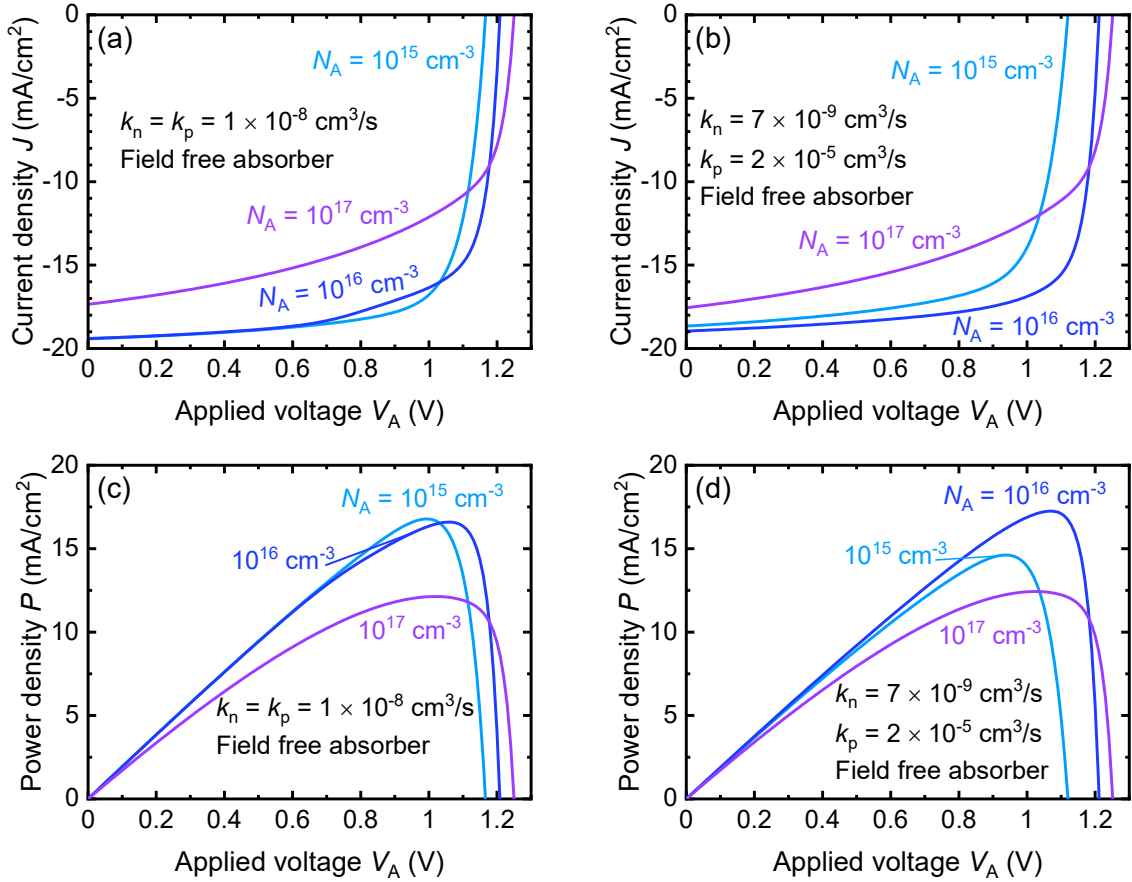 (a)
N_A = 10^15 cm^-3
k_n = k_p = 1 × 10^-8 cm^3/s
Field free absorber
N_A = 10^17 cm^-3
N_A = 10^16 cm^-3
Current density J (mA/cm^2)
0
-5
-10
-15
-20
0 0.2 0.4 0.6 0.8 1 1.2
Applied voltage V_A (V)
(b)
N_A = 10^15 cm^-3
k_n = 7 × 10^-9 cm^3/s
k_p = 2 × 10^-5 cm^3/s
Field free absorber
N_A = 10^17 cm^-3
N_A = 10^16 cm^-3
Current density J (mA/cm^2)
0
-5
-10
-15
-20
0 0.2 0.4 0.6 0.8 1 1.2
Applied voltage V_A (V)
(c)
N_A = 10^15 cm^-3
10^16 cm^-3
10^17 cm^-3
k_n = k_p = 1 × 10^-8 cm^3/s
Field free absorber
Power density P (mA/cm^2)
20
15
10
5
0
0 0.2 0.4 0.6 0.8 1 1.2
Applied voltage V_A (V)
(d)
N_A = 10^16 cm^-3
10^15 cm^-3
10^17 cm^-3
k_n = 7 × 10^-9 cm^3/s
k_p = 2 × 10^-5 cm^3/s
Field free absorber
Power density P (mA/cm^2)
20
15
10
5
0
0 0.2 0.4 0.6 0.8 1 1.2
Applied voltage V_A (V)